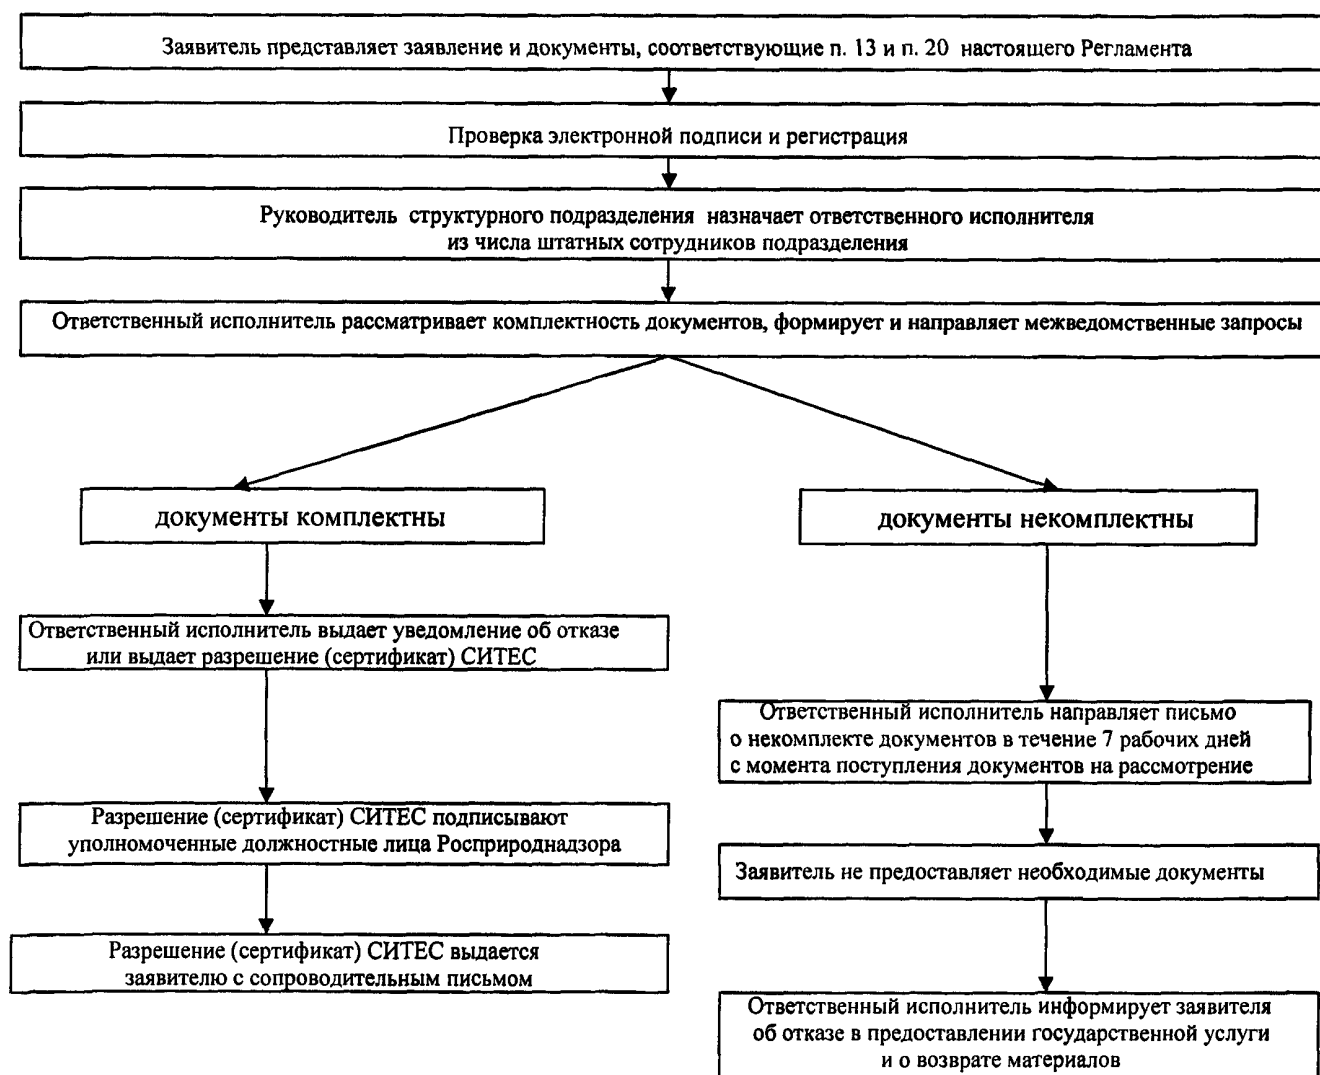 Заявитель представляет заявление и документы, соответствующие п. 13 и п. 20 настоящего Регламента
Проверка электронной подписи и регистрация
Руководитель структурного подразделения назначает ответственного исполнителя
из числа штатных сотрудников подразделения
Ответственный исполнитель рассматривает комплектность документов, формирует и направляет межведомственные запросы
документы комплектны
Ответственный исполнитель выдает уведомление об отказе
или выдает разрешение (сертификат) СИТЕС
Разрешение (сертификат) СИТЕС подписывают
уполномоченные должностные лица Росприроднадзора
Разрешение (сертификат) СИТЕС выдается
заявителю с сопроводительным письмом
документы некомплектны
Ответственный исполнитель направляет письмо
о некомплекте документов в течение 7 рабочих дней
с момента поступления документов на рассмотрение
Заявитель не предоставляет необходимые документы
Ответственный исполнитель информирует заявителя
об отказе в предоставлении государственной услуги
и о возврате материалов